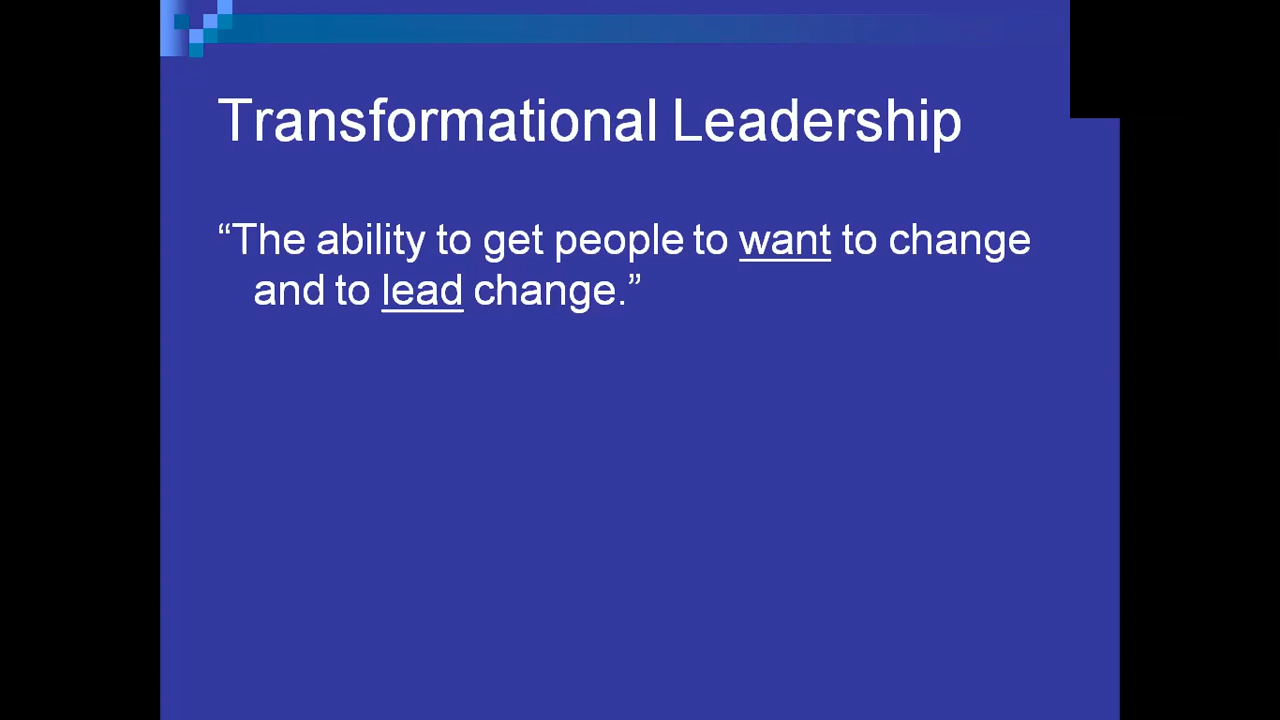 Transformational Leadership
“The ability to get people to want to change
and to lead change.”